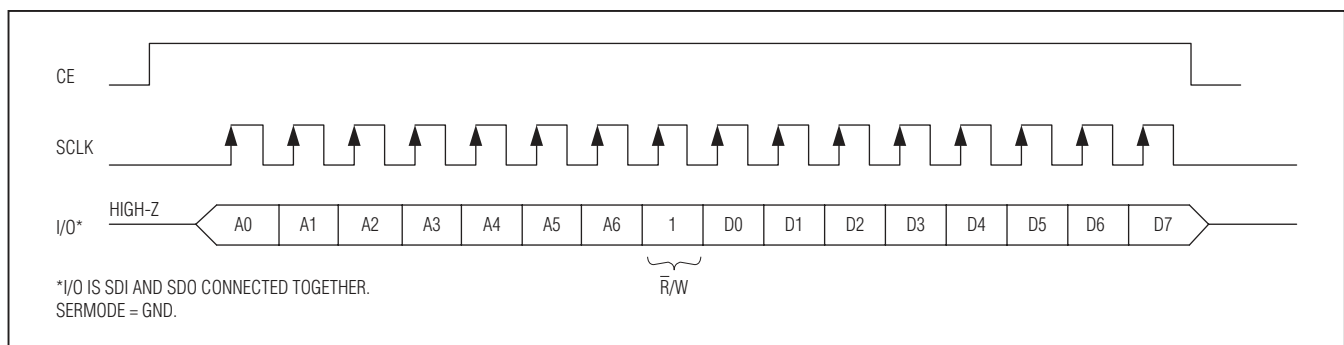 CE
SCLK
I/O*
HIGH-Z
A0 A1 A2 A3 A4 A5 A6 1 D0 D1 D2 D3 D4 D5 D6 D7
R̅/W
*I/O IS SDI AND SDO CONNECTED TOGETHER.
SERMODE = GND.